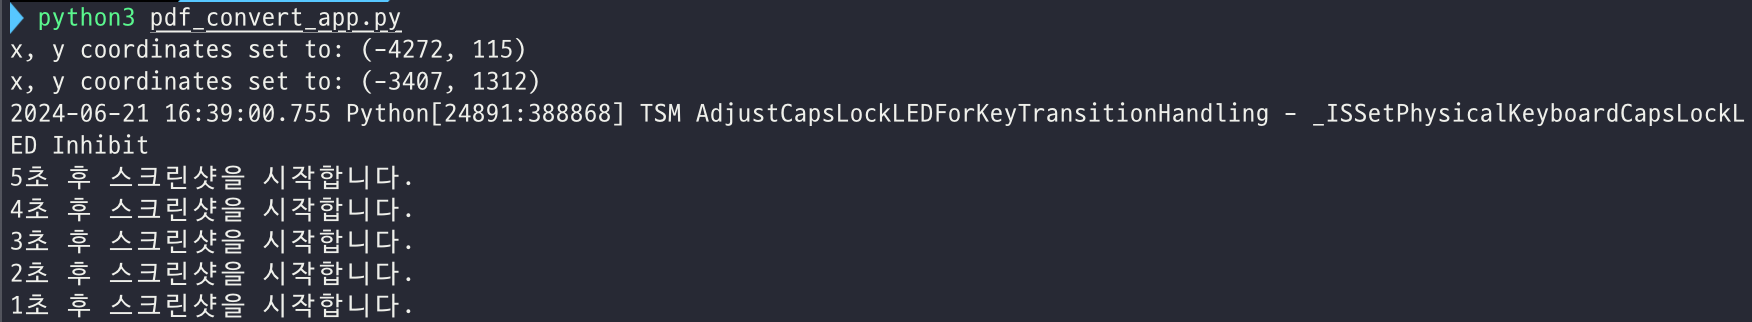 python3 pdf_convert_app.py
x, y coordinates set to: (-4272, 115)
x, y coordinates set to: (-3407, 1312)
2024-06-21 16:39:00.755 Python[24891:388868] TSM AdjustCapsLockLEDForKeyTransitionHandling - _ISSetPhysicalKeyboardCapsLockL
ED Inhibit
5초 후 스크린샷을 시작합니다.
4초 후 스크린샷을 시작합니다.
3초 후 스크린샷을 시작합니다.
2초 후 스크린샷을 시작합니다.
1초 후 스크린샷을 시작합니다.